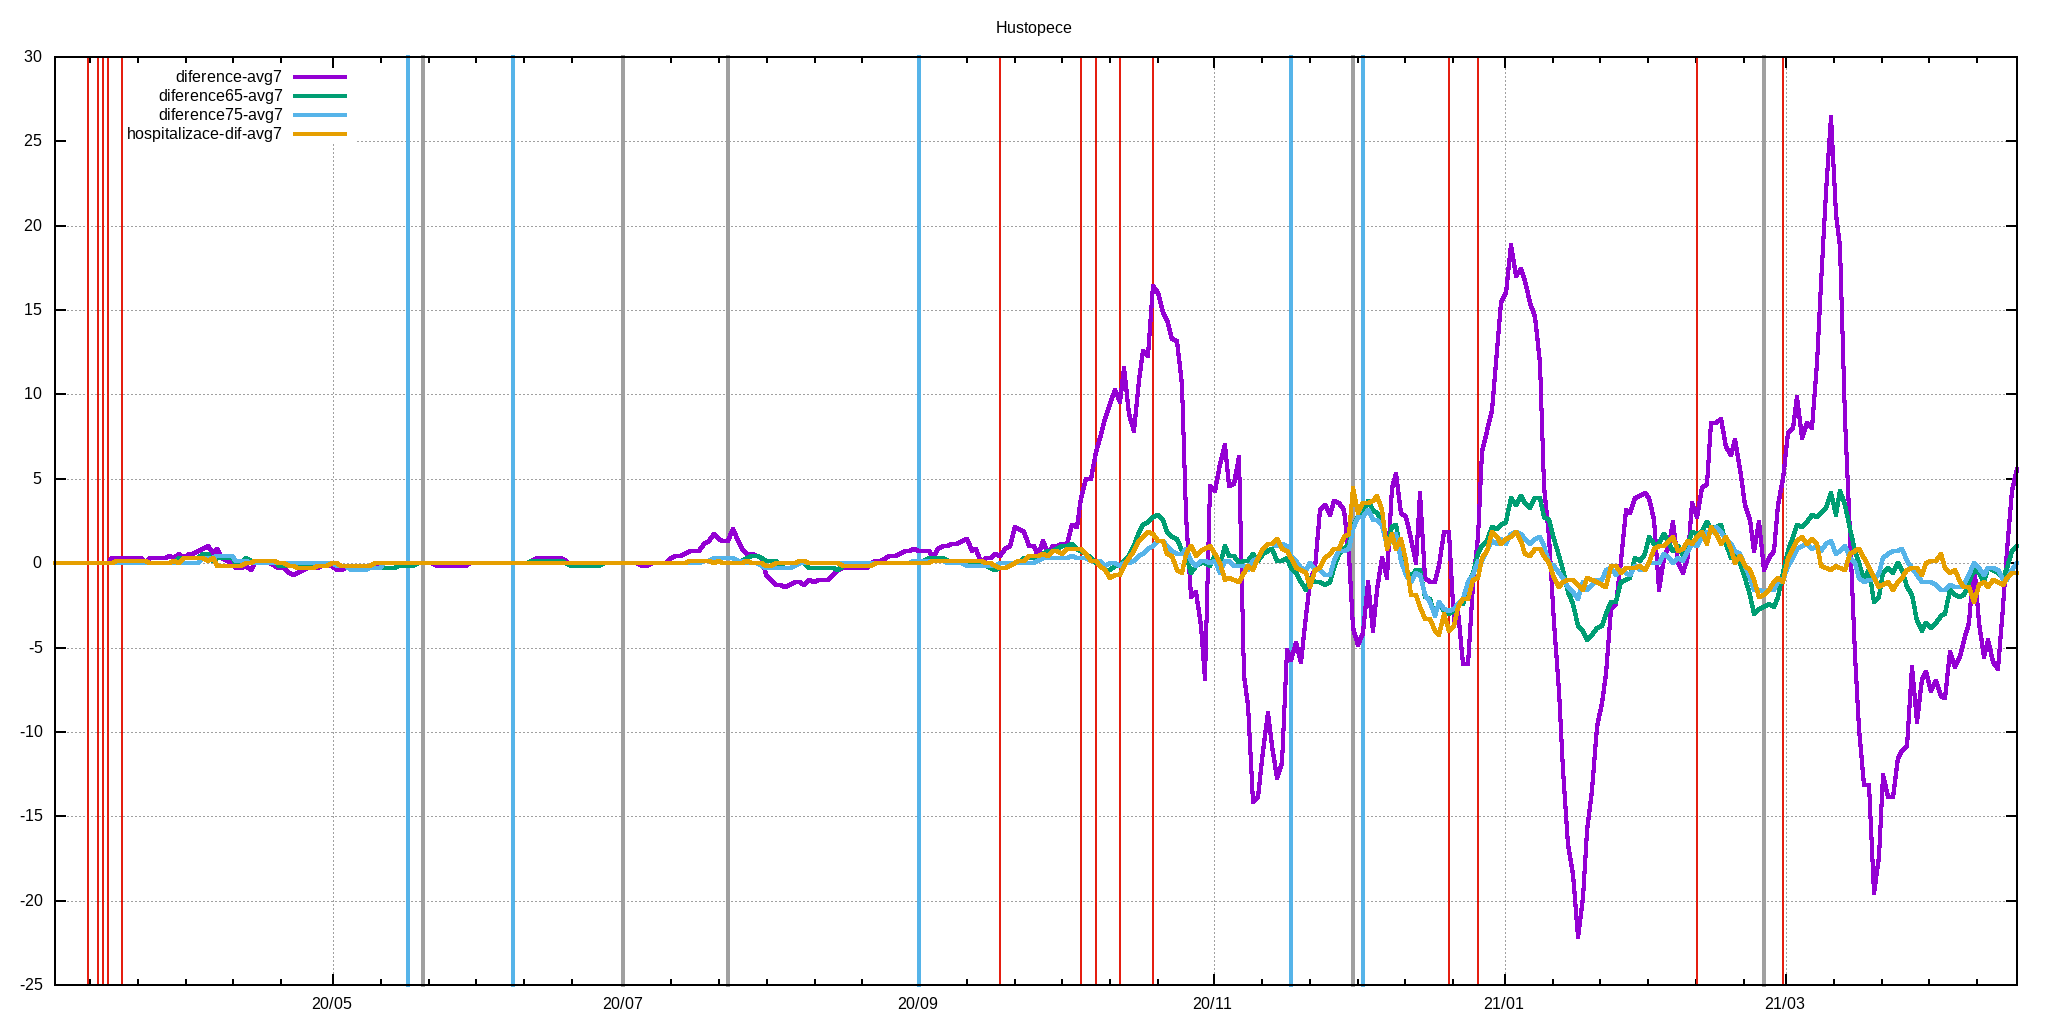 Hustopece
diference-avg7
diference65-avg7
diference75-avg7
hospitalizace-dif-avg7
30
25
20
15
10
5
0
-5
-10
-15
-20
-25
20/05 20/07 20/09 20/11 21/01 21/03